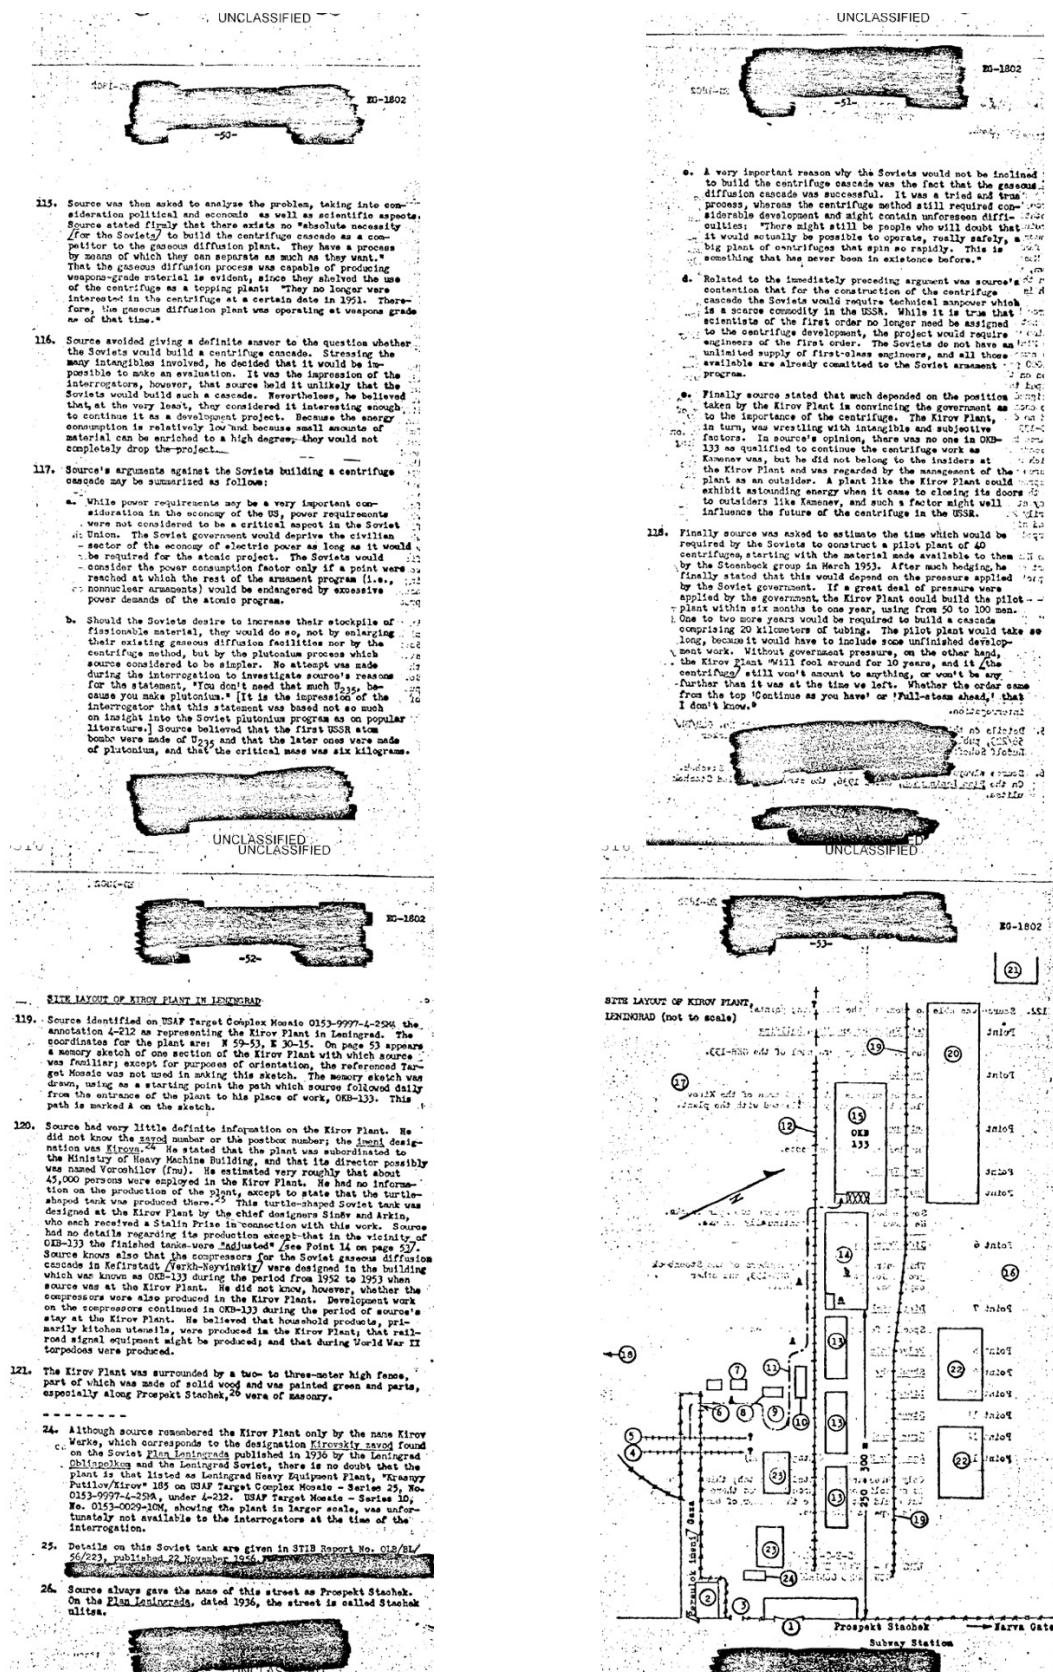 UNCLASSIFIED
EG-1802
-50-
115. Source was then asked to analyze the problem, taking into con-
sideration political and economic as well as scientific aspects.
Source stated firmly that there exists no "absolute necessity
/for the Soviets/ to build the centrifuge cascade as a com-
petitor to the gaseous diffusion plant. They have a process
by means of which they can separate as much as they want."
That the gaseous diffusion process was capable of producing
weapons-grade material is evident, since they shelved the use
of the centrifuge as a topping plant: "They no longer were
interested in the centrifuge at a certain date in 1951. There-
fore, the gaseous diffusion plant was operating at weapons grade
as of that time."
116. Source avoided giving a definite answer to the question whether
the Soviets would build a centrifuge cascade. Stressing the
many intangibles involved, he decided that it would be im-
possible to make an evaluation. It was the impression of the
interrogators, however, that source held it unlikely that the
Soviets would build such a cascade. Nevertheless, he believed
that, at the very least, they considered it interesting enough
to continue it as a development project. Because the energy
consumption is relatively low and because small amounts of
material can be enriched to a high degree, they would not
completely drop the project.
117. Source's arguments against the Soviets building a centrifuge
cascade may be summarized as follows:
a. While power requirements may be a very important con-
sideration in the economy of the US, power requirements
were not considered to be a critical aspect in the Soviet
Union. The Soviet government would deprive the civilian
sector of the economy of electric power as long as it would
be required for the atomic project. The Soviets would
consider the power consumption factor only if a point were
reached at which the rest of the armament program (i.e.,
nonnuclear armaments) would be endangered by excessive
power demands of the atomic program.
b. Should the Soviets desire to increase their stockpile of
fissionable material, they would do so, not by enlarging
their existing gaseous diffusion facilities nor by the
centrifuge method, but by the plutonium process which
source considered to be simpler. No attempt was made
during the interrogation to investigate source's reasons
for the statement, "You don't need that much U235, be-
cause you make plutonium." [It is the impression of the
interrogator that this statement was based not so much
on insight into the Soviet plutonium program as on popular
literature.] Source believed that the first USSR atom
bombs were made of U235 and that the later ones were made
of plutonium, and that the critical mass was six kilograms.
UNCLASSIFIED
UNCLASSIFIED
EG-1802
-51-
c. A very important reason why the Soviets would not be inclined
to build the centrifuge cascade was the fact that the gaseous
diffusion cascade was successful. It was a tried and true
process, whereas the centrifuge method still required con-
siderable development and might contain unforeseen diffi-
culties: "There might still be people who will doubt that
it would actually be possible to operate, really safely, a
big plant of centrifuges that spin so rapidly. This is
something that has never been in existence before."
d. Related to the immediately preceding argument was source's
contention that for the construction of the centrifuge
cascade the Soviets would require technical manpower which
is a scarce commodity in the USSR. While it is true that
scientists of the first order no longer need be assigned
to the centrifuge development, the project would require
engineers of the first order. The Soviets do not have an
unlimited supply of first-class engineers, and all those
available are already committed to the Soviet armament
program.
e. Finally source stated that much depended on the position
taken by the Kirov Plant in convincing the government as
to the importance of the centrifuge. The Kirov Plant,
in turn, was wrestling with intangible and subjective
factors. In source's opinion, there was no one in OKB-
133 as qualified to continue the centrifuge work as
Kamenev was, but he did not belong to the insiders at
the Kirov Plant and was regarded by the management of the
plant as an outsider. A plant like the Kirov Plant could
exhibit astounding energy when it came to closing its doors
to outsiders like Kamenev, and such a factor might well
influence the future of the centrifuge in the USSR.
118. Finally source was asked to estimate the time which would be
required by the Soviets to construct a pilot plant of 40
centrifuges, starting with the material made available to them
by the Steenbeck group in March 1953. After much hedging, he
finally stated that this would depend on the pressure applied
by the Soviet government. If a great deal of pressure were
applied by the government, the Kirov Plant could build the pilot
plant within six months to one year, using from 50 to 100 men.
One to two more years would be required to build a cascade
comprising 20 kilometers of tubing. The pilot plant would take so
long, because it would have to include some unfinished develop-
ment work. Without government pressure, on the other hand,
the Kirov Plant "Will fool around for 10 years, and it /the
centrifuge/ still won't amount to anything, or won't be any
further than it was at the time we left. Whether the order came
from the top 'Continue as you have' or 'Full-steam ahead,' that
I don't know."
UNCLASSIFIED
UNCLASSIFIED
EG-1802
-52-
SITE LAYOUT OF KIROV PLANT IN LENINGRAD
119. Source identified on USAF Target Complex Mosaic 0153-9997-4-25MA the
annotation 4-212 as representing the Kirov Plant in Leningrad. The
coordinates for the plant are: N 59-53, E 30-15. On page 53 appears
a memory sketch of one section of the Kirov Plant with which source
was familiar; except for purposes of orientation, the referenced Tar-
get Mosaic was not used in making this sketch. The memory sketch was
drawn, using as a starting point the path which source followed daily
from the entrance of the plant to his place of work, OKB-133. This
path is marked A on the sketch.
120. Source had very little definite information on the Kirov Plant. He
did not know the zavod number or the postbox number; the imeni desig-
nation was Kirova.24 He stated that the plant was subordinated to
the Ministry of Heavy Machine Building, and that its director possibly
was named Voroshilov (fnu). He estimated very roughly that about
45,000 persons were employed in the Kirov Plant. He had no informa-
tion on the production of the plant, except to state that the turtle-
shaped tank was produced there.25 This turtle-shaped Soviet tank was
designed at the Kirov Plant by the chief designers Sinev and Arkin,
who each received a Stalin Prize in connection with this work. Source
had no details regarding its production except that in the vicinity of
OKB-133 the finished tanks were "adjusted" /see Point 14 on page 53/.
Source knows also that the compressors for the Soviet gaseous diffusion
cascade in Kefirstadt /Verkh-Neyvinskiy/ were designed in the building
which was known as OKB-133 during the period from 1952 to 1953 when
source was at the Kirov Plant. He did not know, however, whether the
compressors were also produced in the Kirov Plant. Development work
on the compressors continued in OKB-133 during the period of source's
stay at the Kirov Plant. He believed that household products, pri-
marily kitchen utensils, were produced in the Kirov Plant; that rail-
road signal equipment might be produced; and that during World War II
torpedoes were produced.
121. The Kirov Plant was surrounded by a two- to three-meter high fence,
part of which was made of solid wood and was painted green and parts,
especially along Prospekt Stachek,26 were of masonry.
24. Although source remembered the Kirov Plant only by the name Kirov
Werke, which corresponds to the designation Kirovskiy zavod found
on the Soviet Plan Leningrada published in 1936 by the Leningrad
Oblispolkom and the Leningrad Soviet, there is no doubt that the
plant is that listed as Leningrad Heavy Equipment Plant, "Krasnyy
Putilov/Kirov" 185 on USAF Target Complex Mosaic - Series 25, No.
0153-9997-4-25MA, under 4-212. USAF Target Mosaic - Series 10,
No. 0153-0029-10M, showing the plant in larger scale, was unfor-
tunately not available to the interrogators at the time of the
interrogation.
25. Details on this Soviet tank are given in STIB Report No. OLB/BL/
56/223, published 22 November 1956.
26. Source always gave the name of this street as Prospekt Stachek.
On the Plan Leningrada, dated 1936, the street is called Stachek
ulitsa.
UNCLASSIFIED
EG-1802
-53-
SITE LAYOUT OF KIROV PLANT,
LENINGRAD (not to scale)
21
19
20
17
15
OKB
133
12
N
14
A
16
A
A
13
18
7
11
22
A
6
8
9
10
13
5
4
23
22
300 m
250
13
19
23
24
Pereulok imeni/ Gaza
2
3
1
Prospekt Stachek
Narva Gate
Subway Station